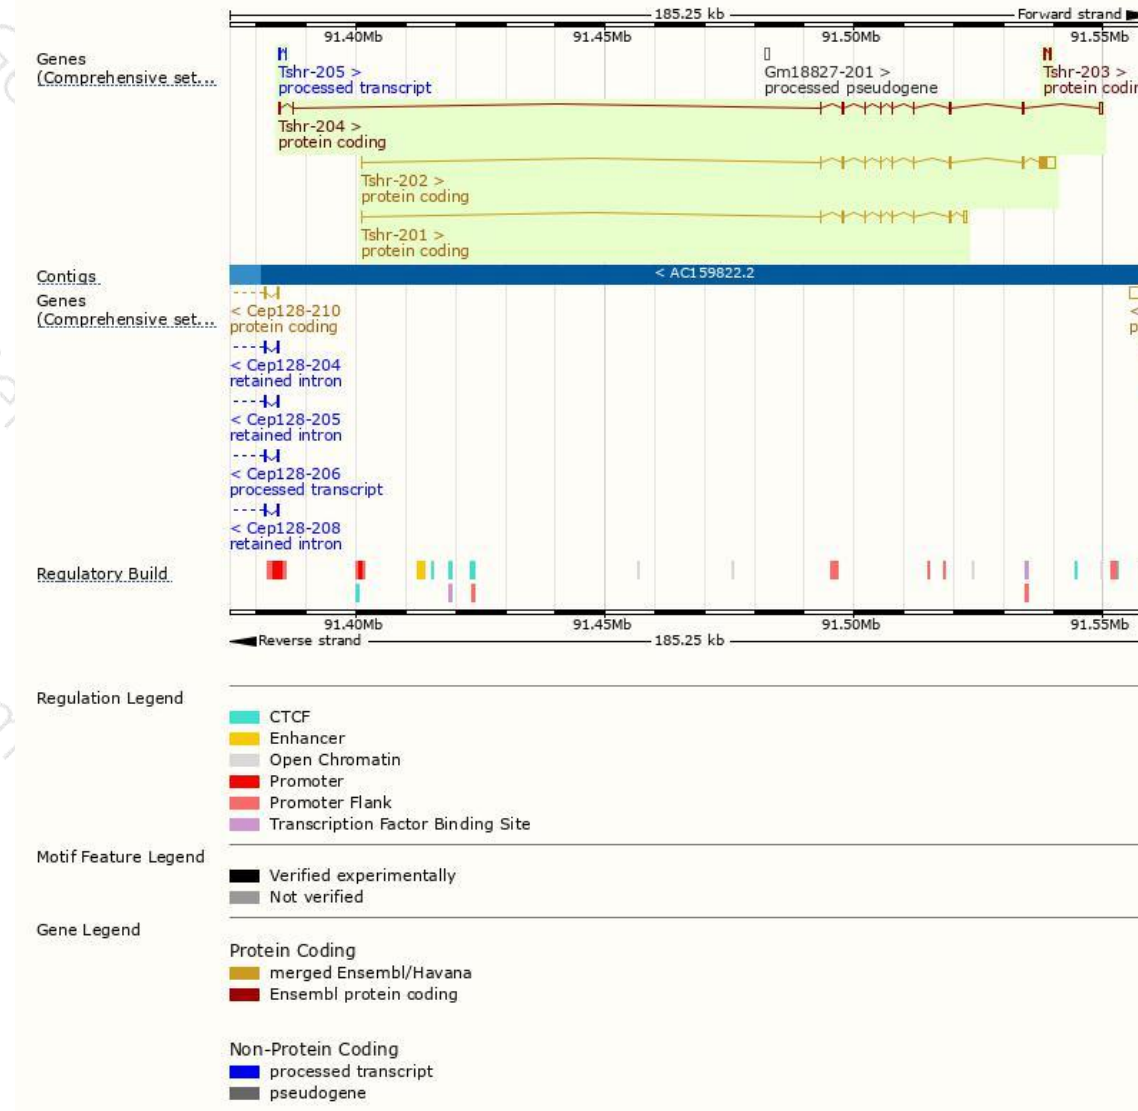 185.25 kb Forward strand
91.40Mb 91.45Mb 91.50Mb 91.55Mb
Genes
(Comprehensive set...
Tshr-205 > Gm18827-201 > Tshr-203 >
processed transcript processed pseudogene protein codin
Tshr-204 >
protein coding
Tshr-202 >
protein coding
Tshr-201 >
protein coding
Contigs < AC159822.2
Genes
(Comprehensive set...
< Cep128-210 <
protein coding p
< Cep128-204
retained intron
< Cep128-205
retained intron
< Cep128-206
processed transcript
< Cep128-208
retained intron
Regulatory Build
91.40Mb 91.45Mb 91.50Mb 91.55Mb
Reverse strand 185.25 kb
Regulation Legend
CTCF
Enhancer
Open Chromatin
Promoter
Promoter Flank
Transcription Factor Binding Site
Motif Feature Legend
Verified experimentally
Not verified
Gene Legend
Protein Coding
merged Ensembl/Havana
Ensembl protein coding
Non-Protein Coding
processed transcript
pseudogene